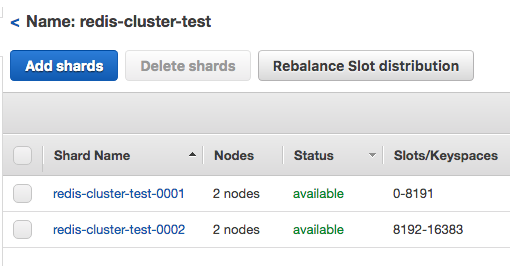 < Name: redis-cluster-test
Add shards Delete shards Rebalance Slot distribution
Shard Name Nodes Status Slots/Keyspaces
redis-cluster-test-0001 2 nodes available 0-8191
redis-cluster-test-0002 2 nodes available 8192-16383